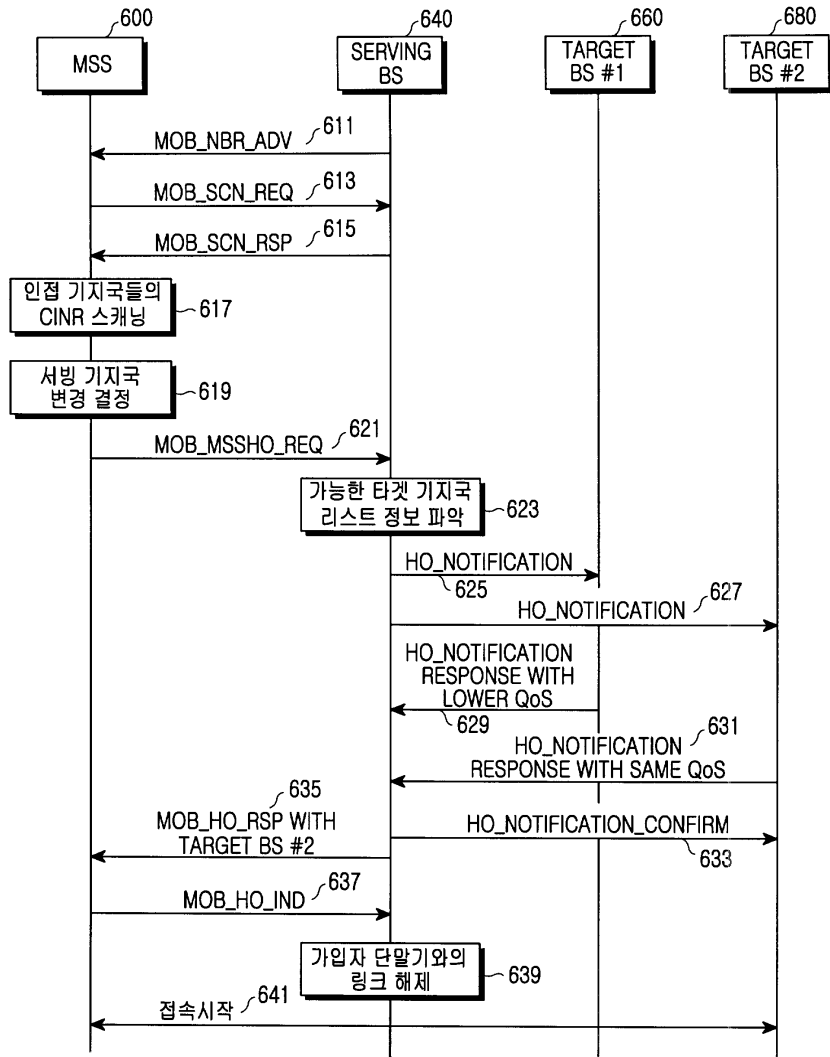 600
640
660
680
MSS
SERVING
BS
TARGET
BS #1
TARGET
BS #2
611
MOB_NBR_ADV
613
MOB_SCN_REQ
615
MOB_SCN_RSP
인접 기지국들의
CINR 스캐닝
617
서빙 기지국
변경 결정
619
621
MOB_MSSHO_REQ
가능한 타겟 기지국
리스트 정보 파악
623
HO_NOTIFICATION
625
627
HO_NOTIFICATION
HO_NOTIFICATION
RESPONSE WITH
LOWER QoS
629
631
HO_NOTIFICATION
RESPONSE WITH SAME QoS
635
MOB_HO_RSP WITH
TARGET BS #2
HO_NOTIFICATION_CONFIRM
633
637
MOB_HO_IND
가입자 단말기와의
링크 해제
639
641
접속시작